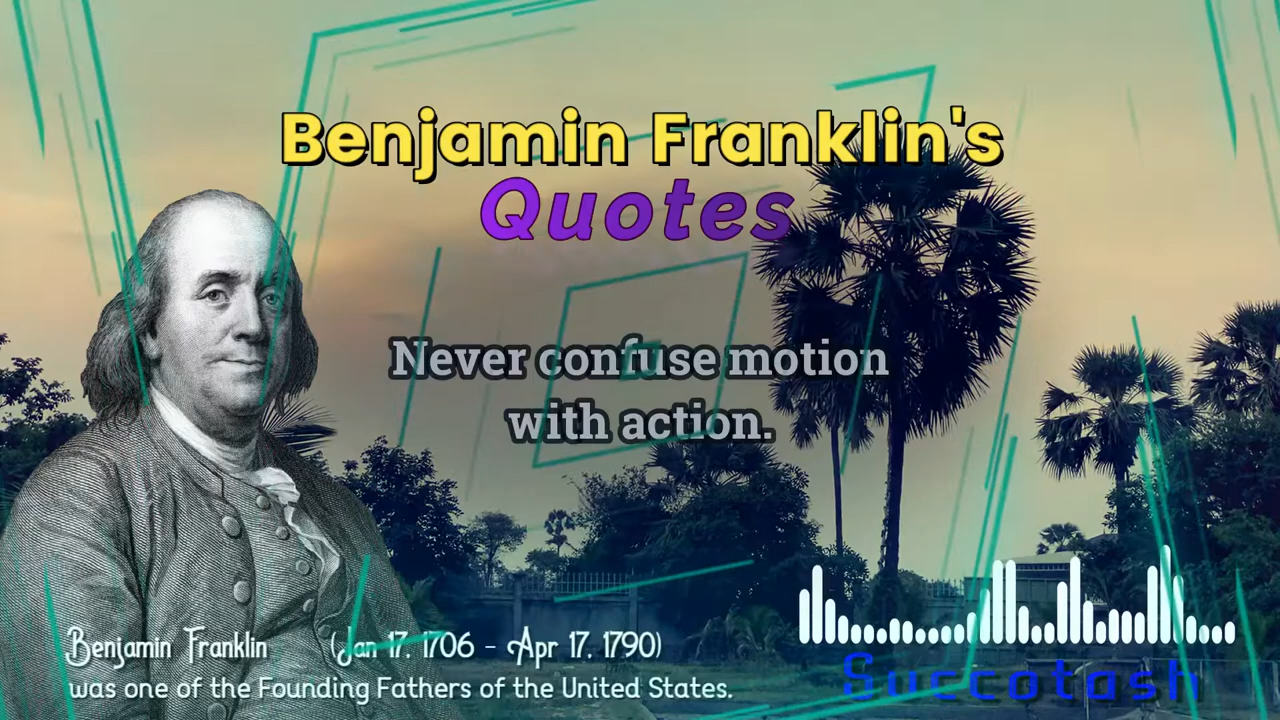 Benjamin Franklin's
Quotes
Never confuse motion
with action.
Benjamin Franklin (Jan 17, 1706 - Apr 17, 1790)
was one of the Founding Fathers of the United States.
Succotash